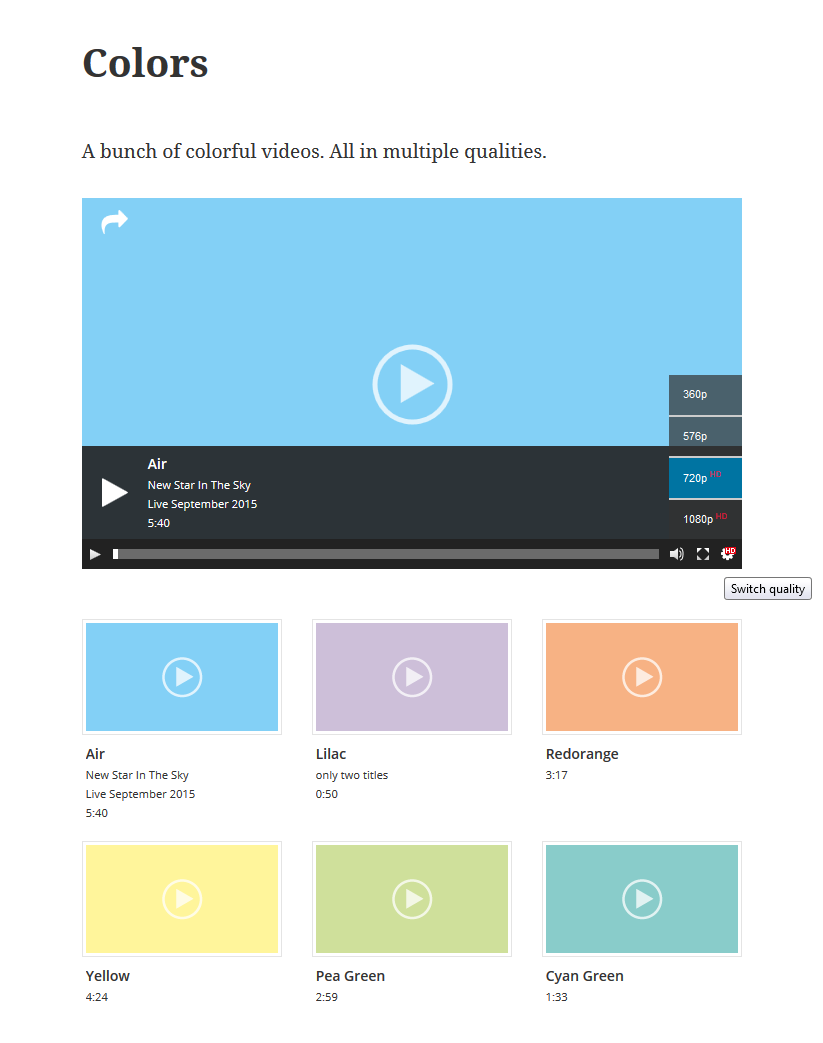 Colors
A bunch of colorful videos. All in multiple qualities.
360p
576p
720p HD
1080p HD
Air
New Star In The Sky
Live September 2015
5:40
HD
Switch quality
Air
New Star In The Sky
Live September 2015
5:40
Lilac
only two titles
0:50
Redorange
3:17
Yellow
4:24
Pea Green
2:59
Cyan Green
1:33